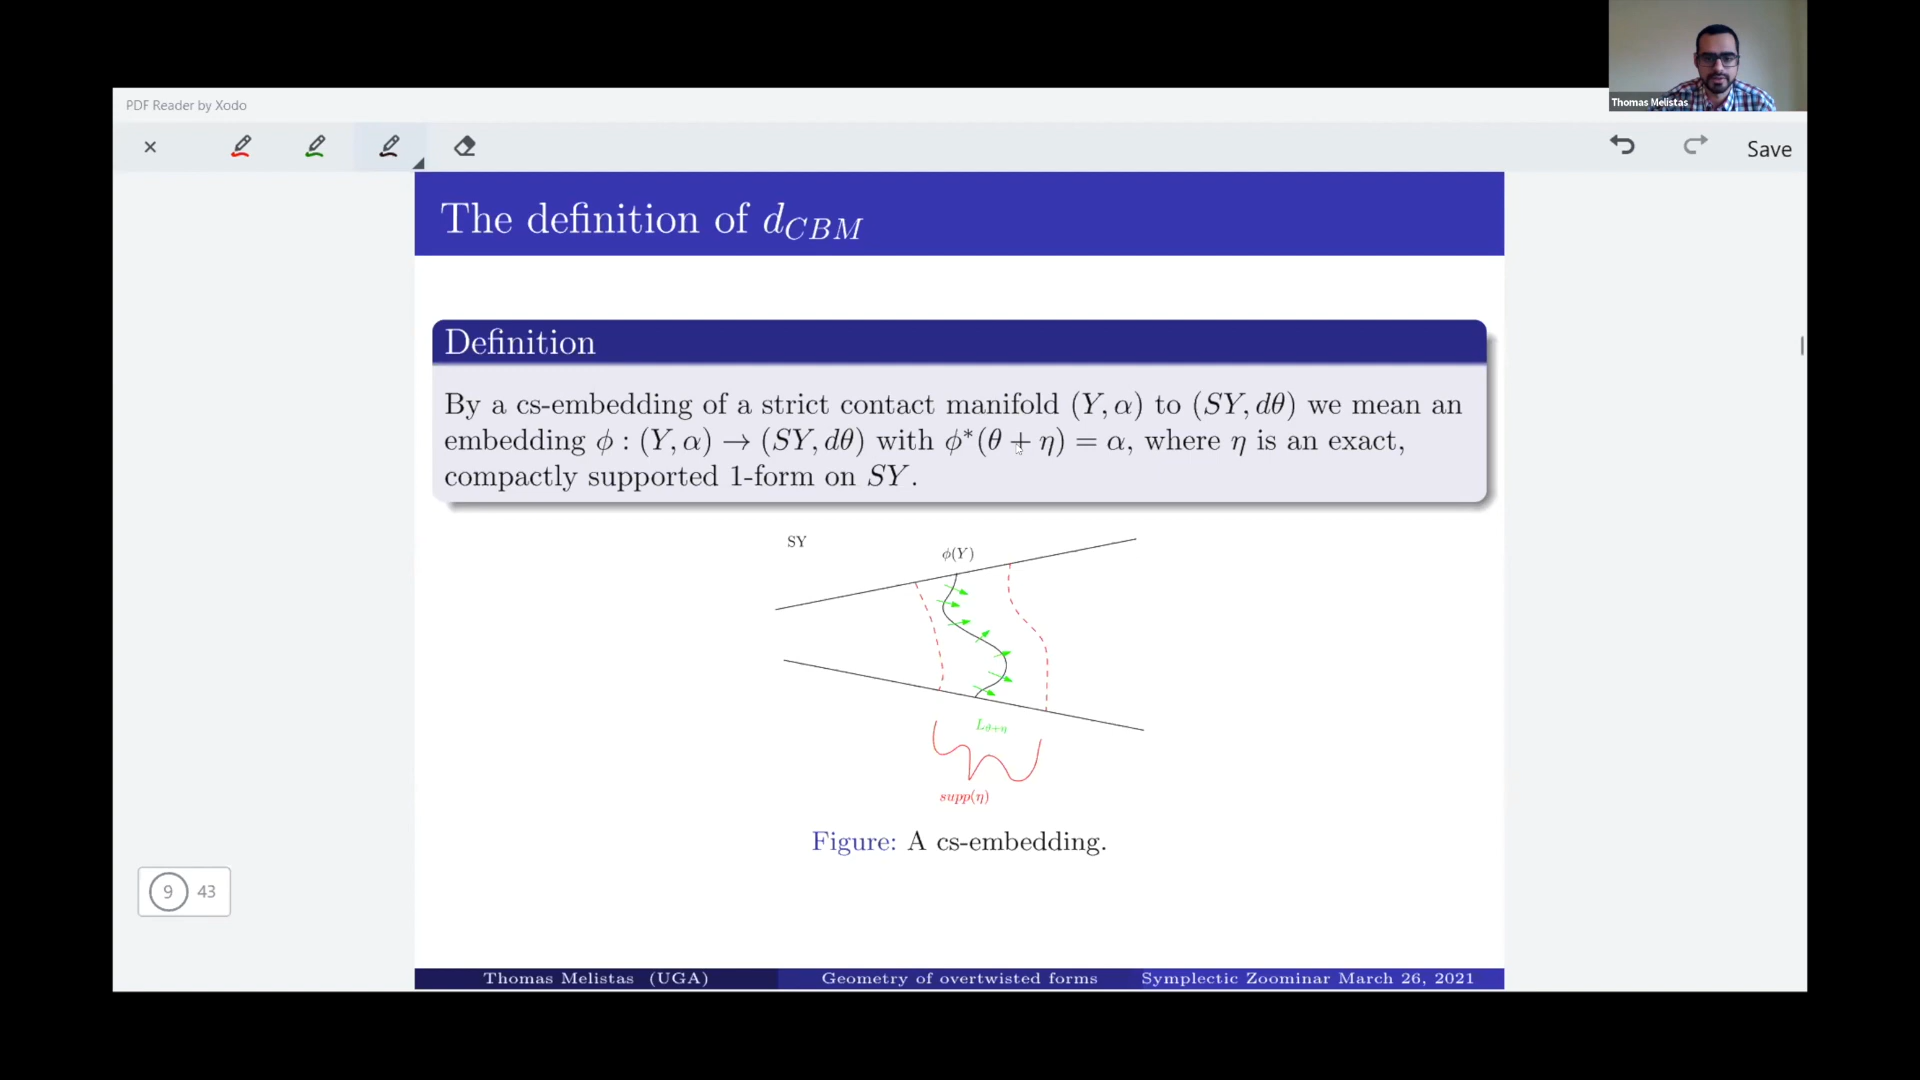 Thomas Melistas
PDF Reader by Xodo
Save
The definition of d_{CBM}
Definition
By a cs-embedding of a strict contact manifold (Y, α) to (SY, dθ) we mean an
embedding ϕ : (Y, α) → (SY, dθ) with ϕ*(θ + η) = α, where η is an exact,
compactly supported 1-form on SY.
SY
ϕ(Y)
L_{θ+η}
supp(η)
Figure: A cs-embedding.
9 43
Thomas Melistas (UGA) Geometry of overtwisted forms Symplectic Zoominar March 26, 2021